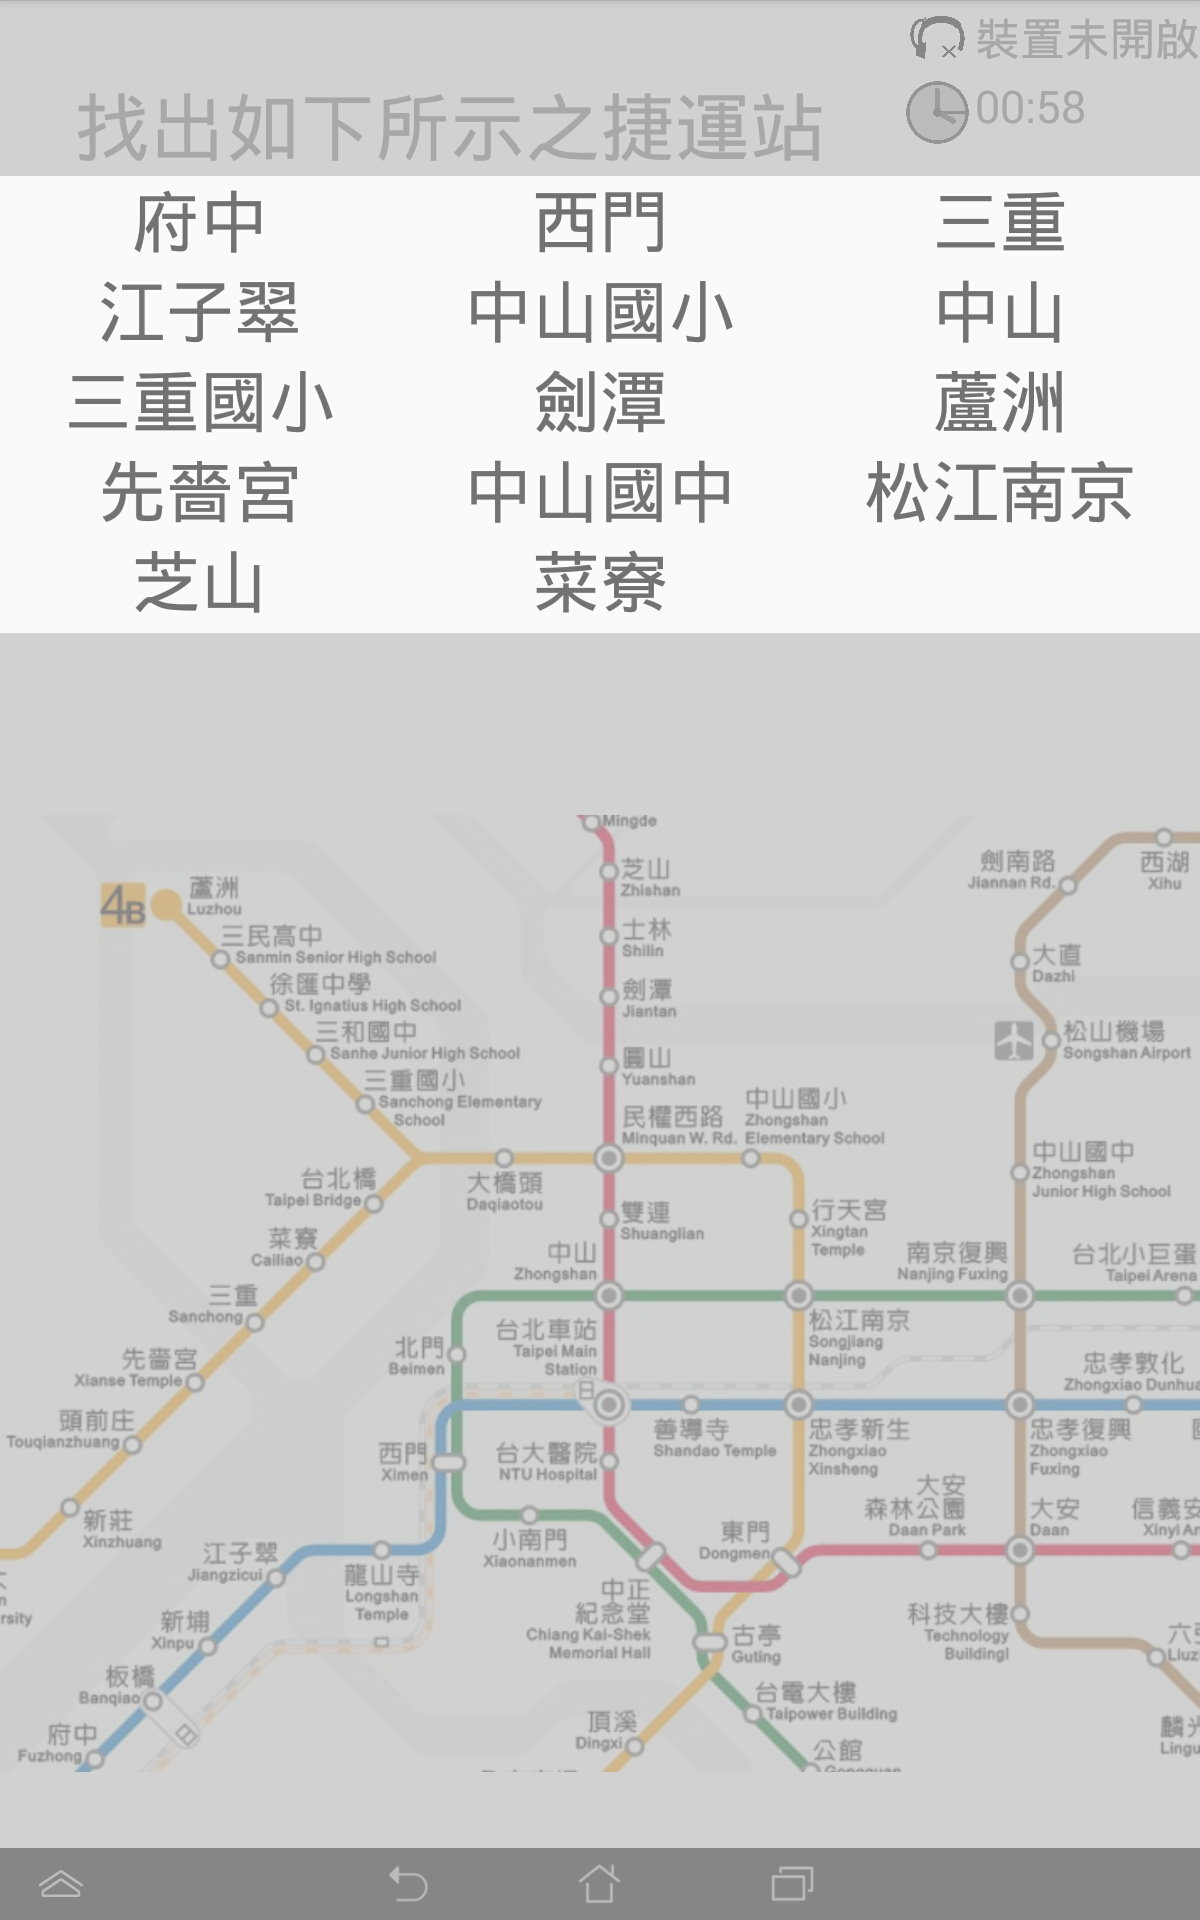 裝置未開啟
找出如下所示之捷運站
00:58
府中 西門 三重
江子翠 中山國小 中山
三重國小 劍潭 蘆洲
先嗇宮 中山國中 松江南京
芝山 菜寮
Mingde
芝山
Zhishan
劍南路
Jiannan Rd.
西湖
Xihu
4B
蘆洲
Luzhou
三民高中
Sanmin Senior High School
士林
Shilin
大直
Dazhi
徐匯中學
St. Ignatius High School
劍潭
Jiantan
三和國中
Sanhe Junior High School
松山機場
Songshan Airport
圓山
Yuanshan
三重國小
Sanchong Elementary
School
民權西路
Minquan W. Rd.
中山國小
Zhongshan
Elementary School
中山國中
Zhongshan
Junior High School
台北橋
Taipei Bridge
大橋頭
Daqiaotou
雙連
Shuanglian
行天宮
Xingtan
Temple
菜寮
Cailiao
中山
Zhongshan
南京復興
Nanjing Fuxing
台北小巨蛋
Taipei Arena
三重
Sanchong
台北車站
Taipei Main
Station
松江南京
Songjiang
Nanjing
北門
Beimen
先嗇宮
Xianse Temple
忠孝敦化
Zhongxiao Dunhua
頭前庄
Touqianzhuang
西門
Ximen
台大醫院
NTU Hospital
善導寺
Shandao Temple
忠孝新生
Zhongxiao
Xinsheng
忠孝復興
Zhongxiao
Fuxing
新莊
Xinzhuang
大安
森林公園
Daan Park
大安
Daan
信義安
Xinyi An
小南門
Xiaonanmen
東門
Dongmen
江子翠
Jiangzicui
龍山寺
Longshan
Temple
rsity
中正
紀念堂
Chiang Kai-Shek
Memorial Hall
新埔
Xinpu
古亭
Guting
科技大樓
Technology
Buildingl
六
Liuz
板橋
Banqiao
台電大樓
Taipower Building
府中
Fuzhong
頂溪
Dingxi
公館
麟光
Lingu